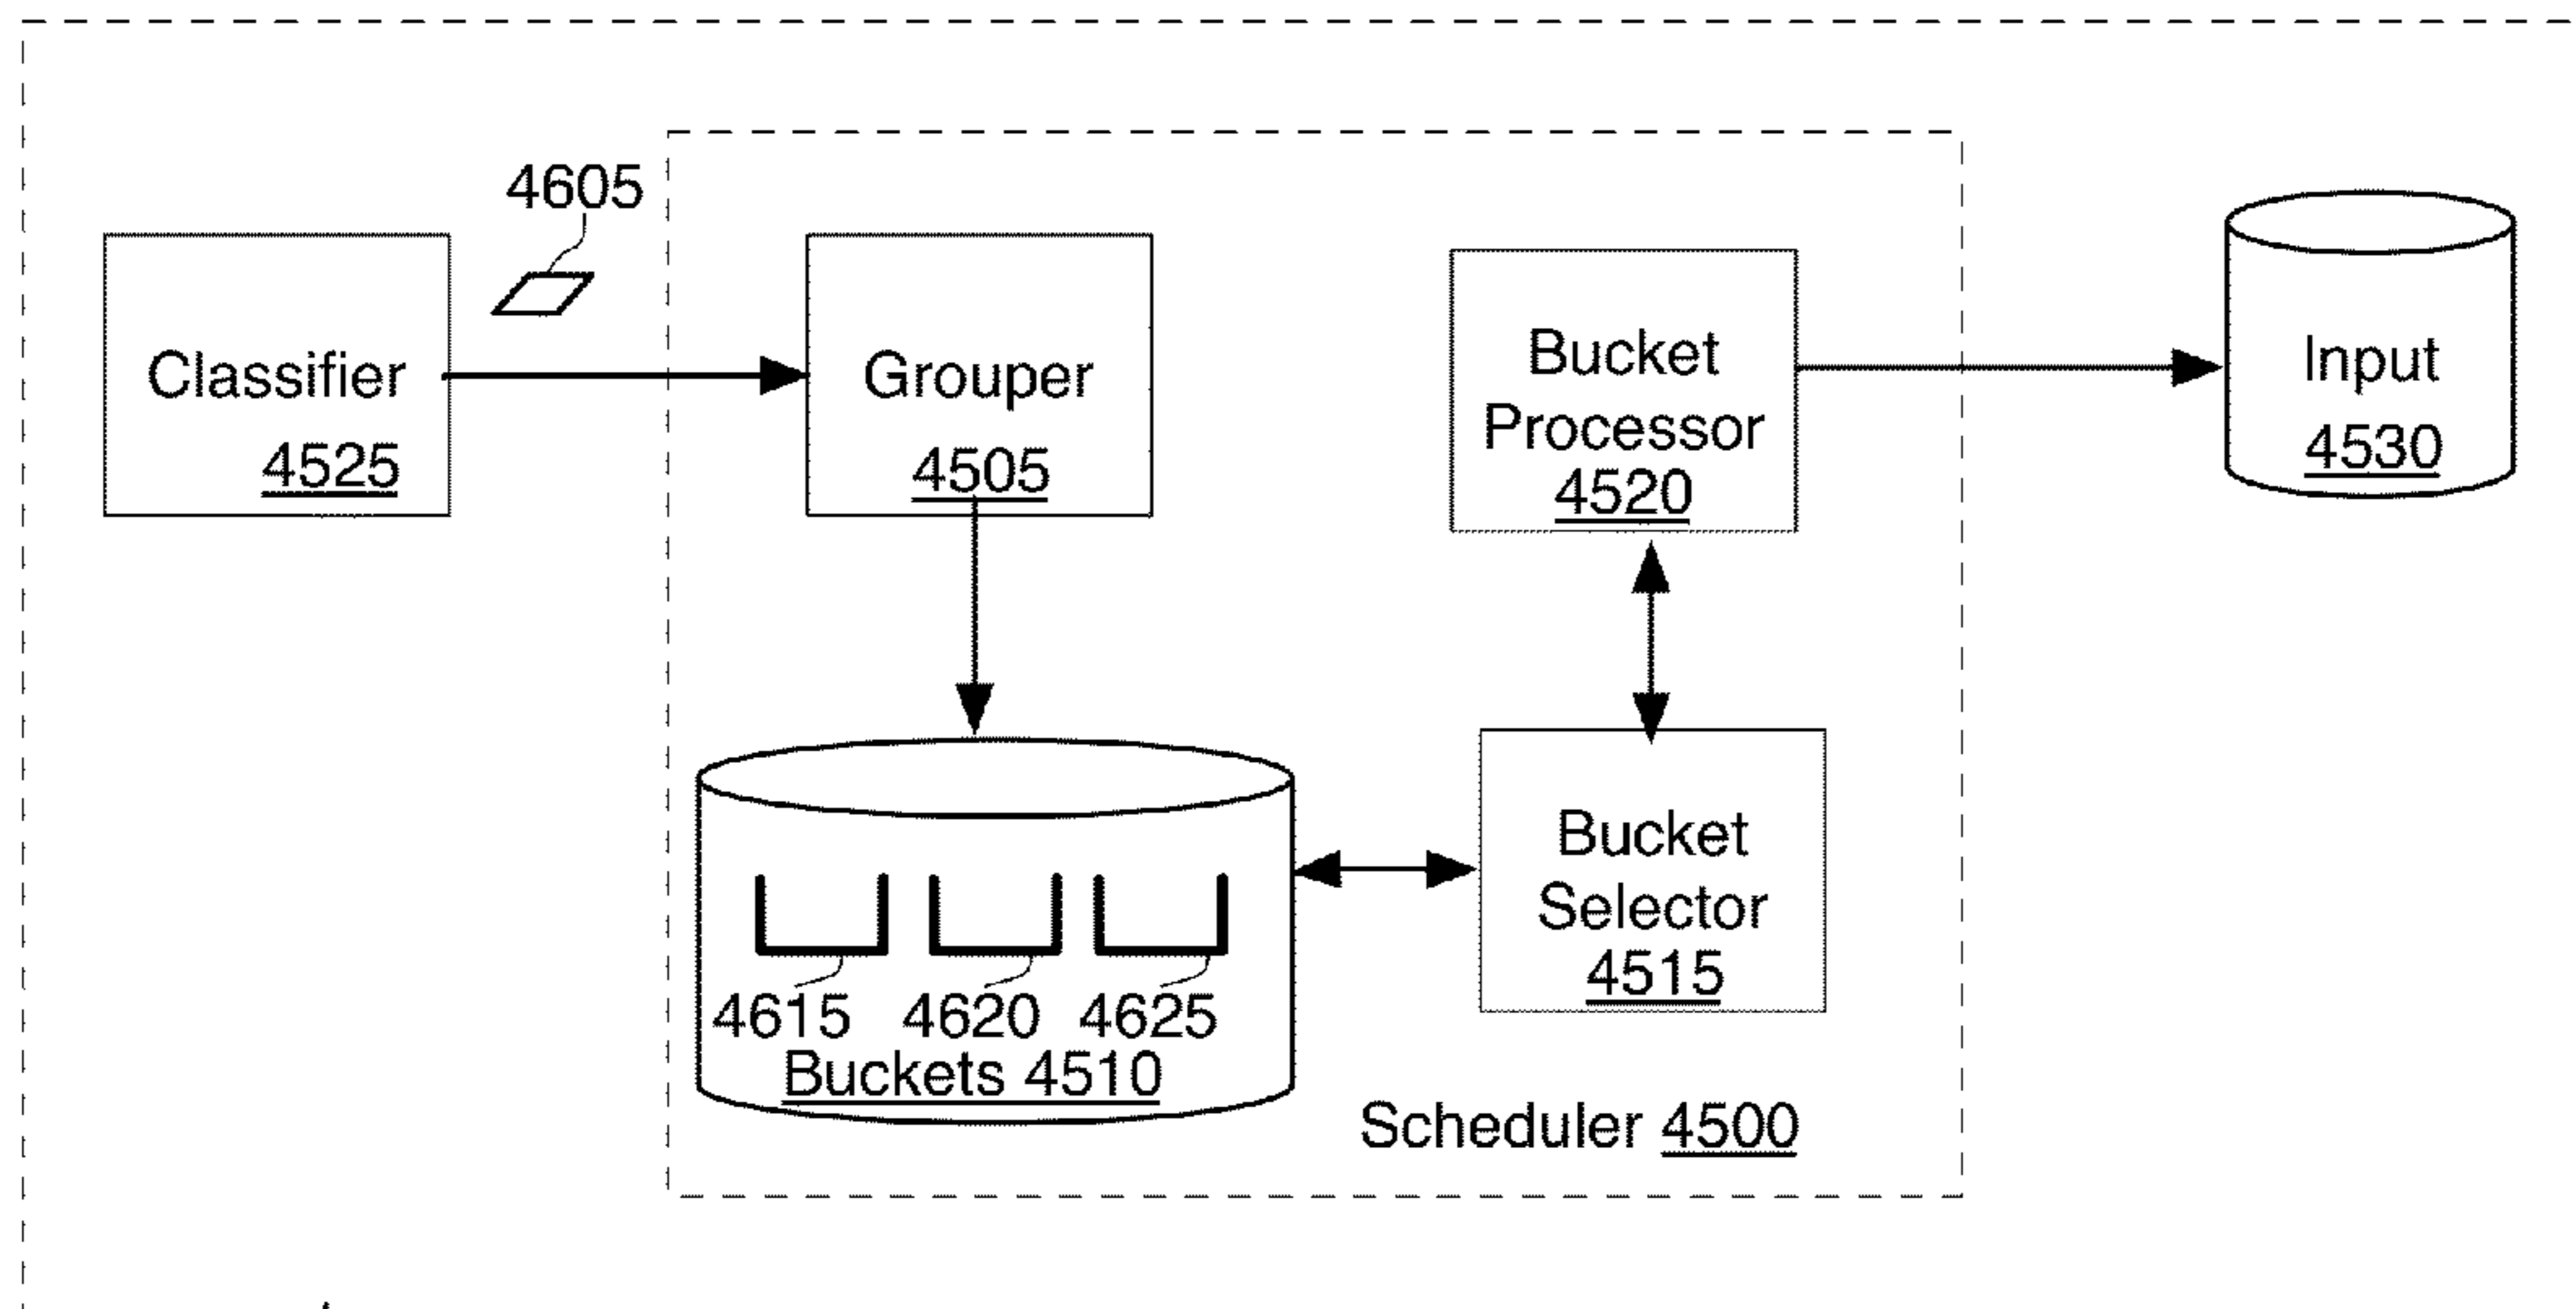 4605
Classifier
4525
Grouper
4505
Bucket
Processor
4520
Input
4530
4615 4620 4625
Buckets 4510
Bucket
Selector
4515
Scheduler 4500